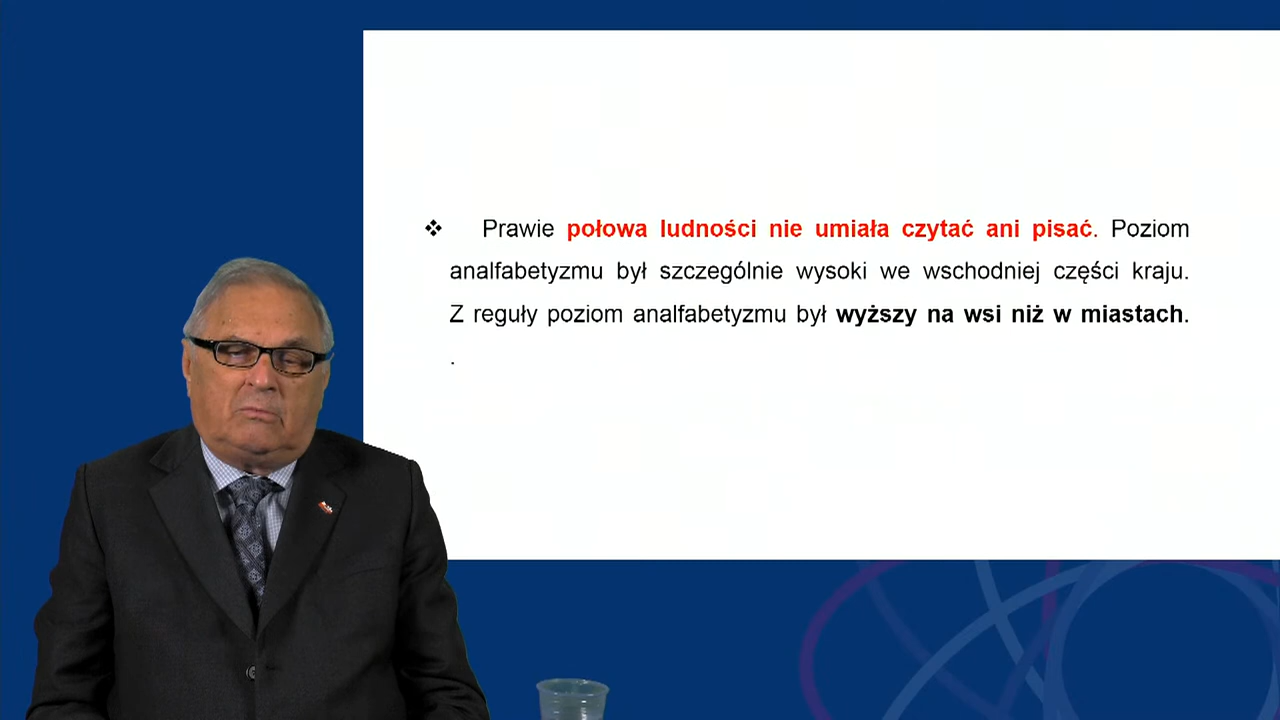 ❖ Prawie połowa ludności nie umiała czytać ani pisać. Poziom
analfabetyzmu był szczególnie wysoki we wschodniej części kraju.
Z reguły poziom analfabetyzmu był wyższy na wsi niż w miastach.
.